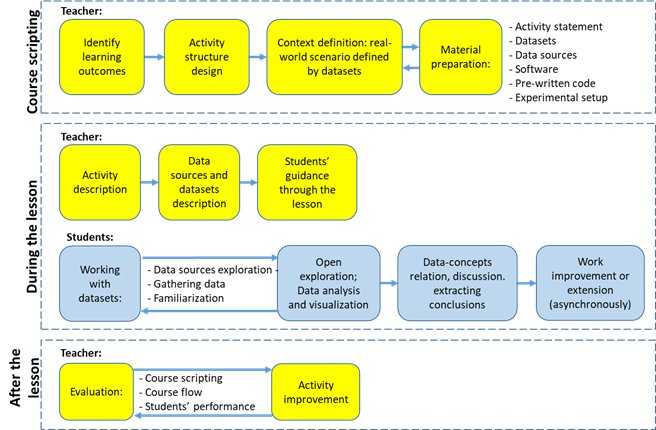 Course scripting
Teacher:
Identify
learning
outcomes
Activity
structure
design
Context definition: real-
world scenario defined
by datasets
Material
preparation:
- Activity statement
- Datasets
- Data sources
- Software
- Pre-written code
- Experimental setup
During the lesson
Teacher:
Activity
description
Data
sources and
datasets
description
Students'
guidance
through the
lesson
Students:
Working
with
datasets:
- Data sources exploration -
- Gathering data
- Familiarization
Open
exploration;
Data analysis
and visualization
Data-concepts
relation, discussion.
extracting
conclusions
Work
improvement or
extension
(asynchronously)
After the
lesson
Teacher:
Evaluation:
- Course scripting
- Course flow
- Students' performance
Activity
improvement